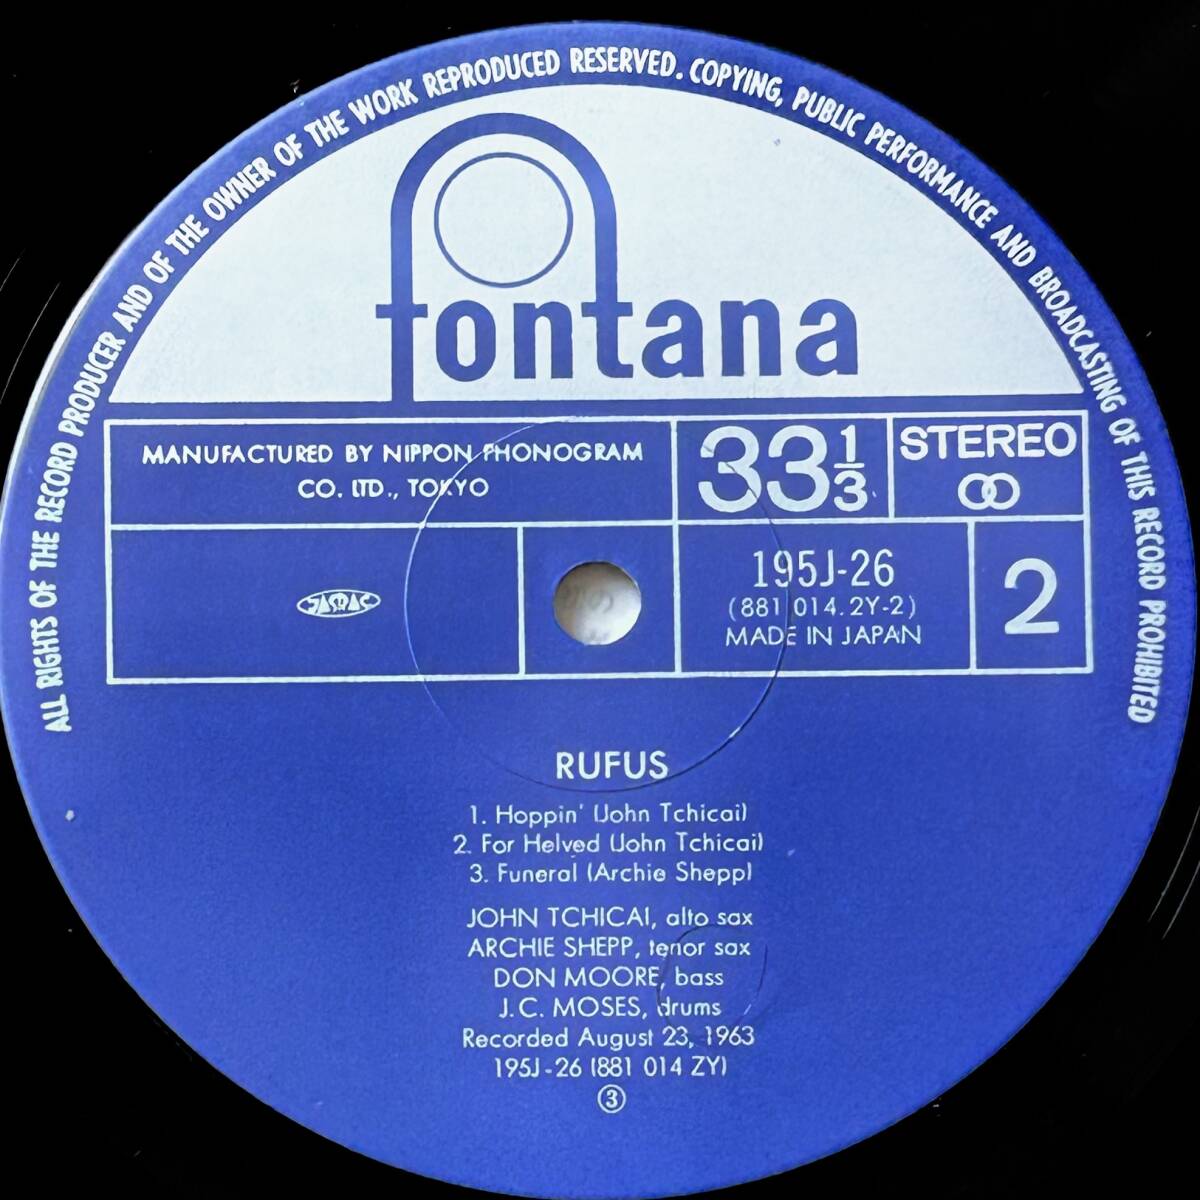 ALL RIGHTS OF THE RECORD PRODUCER AND OF THE OWNER OF THE WORK REPRODUCED RESERVED. COPYING, PUBLIC PERFORMANCE AND BROADCASTING OF THIS RECORD PROHIBITED
fontana
MANUFACTURED BY NIPPON PHONOGRAM
CO. LTD., TOKYO
33 1/3
STEREO
JASRAC
195J-26
(881 014. 2Y-2)
MADE IN JAPAN
2
RUFUS
1. Hoppin' (John Tchicai)
2. For Helved (John Tchicai)
3. Funeral (Archie Shepp)
JOHN TCHICAI, alto sax
ARCHIE SHEPP, tenor sax
DON MOORE, bass
J.C. MOSES, drums
Recorded August 23, 1963
195J-26 (881 014 ZY)
③